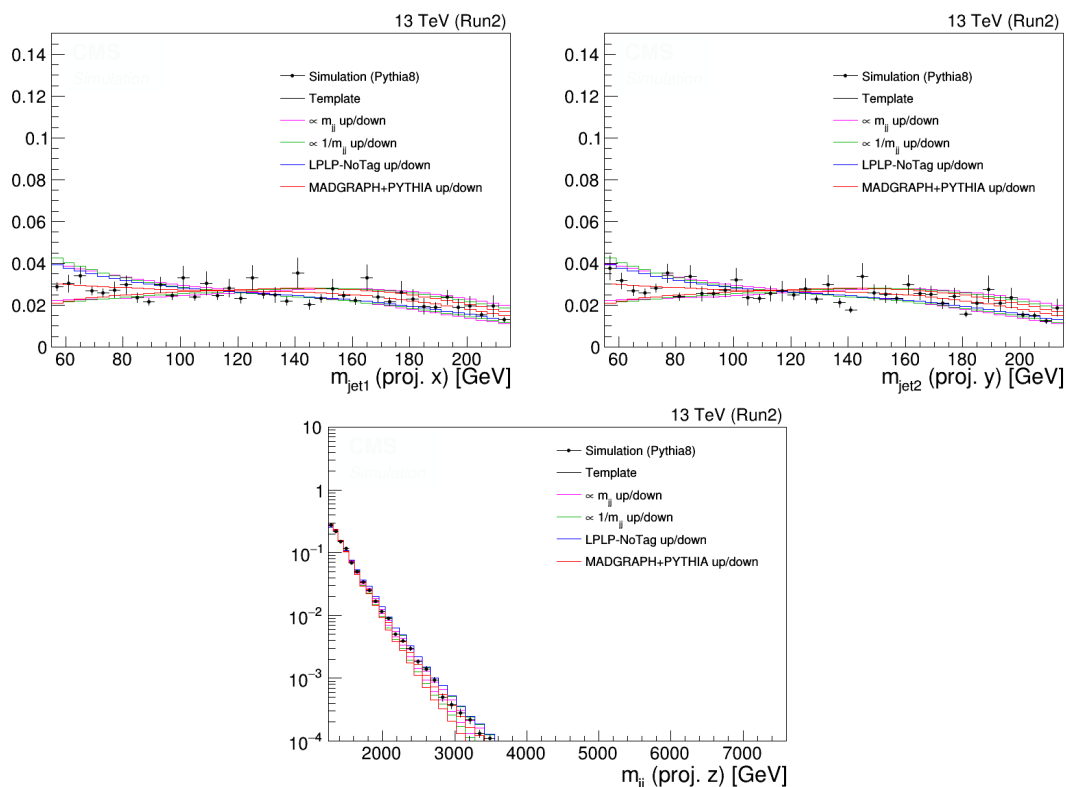 13 TeV (Run2)
CMS
Simulation
0.14
0.12
0.1
0.08
0.06
0.04
0.02
0
Simulation (Pythia8)
Template
∝ m_jj up/down
∝ 1/m_jj up/down
LPLP-NoTag up/down
MADGRAPH+PYTHIA up/down
60 80 100 120 140 160 180 200
m_jet1 (proj. x) [GeV]
13 TeV (Run2)
CMS
Simulation
0.14
0.12
0.1
0.08
0.06
0.04
0.02
0
Simulation (Pythia8)
Template
∝ m_jj up/down
∝ 1/m_jj up/down
LPLP-NoTag up/down
MADGRAPH+PYTHIA up/down
60 80 100 120 140 160 180 200
m_jet2 (proj. y) [GeV]
13 TeV (Run2)
CMS
Simulation
10
1
10⁻¹
10⁻²
10⁻³
10⁻⁴
Simulation (Pythia8)
Template
∝ m_jj up/down
∝ 1/m_jj up/down
LPLP-NoTag up/down
MADGRAPH+PYTHIA up/down
2000 3000 4000 5000 6000 7000
m_jj (proj. z) [GeV]